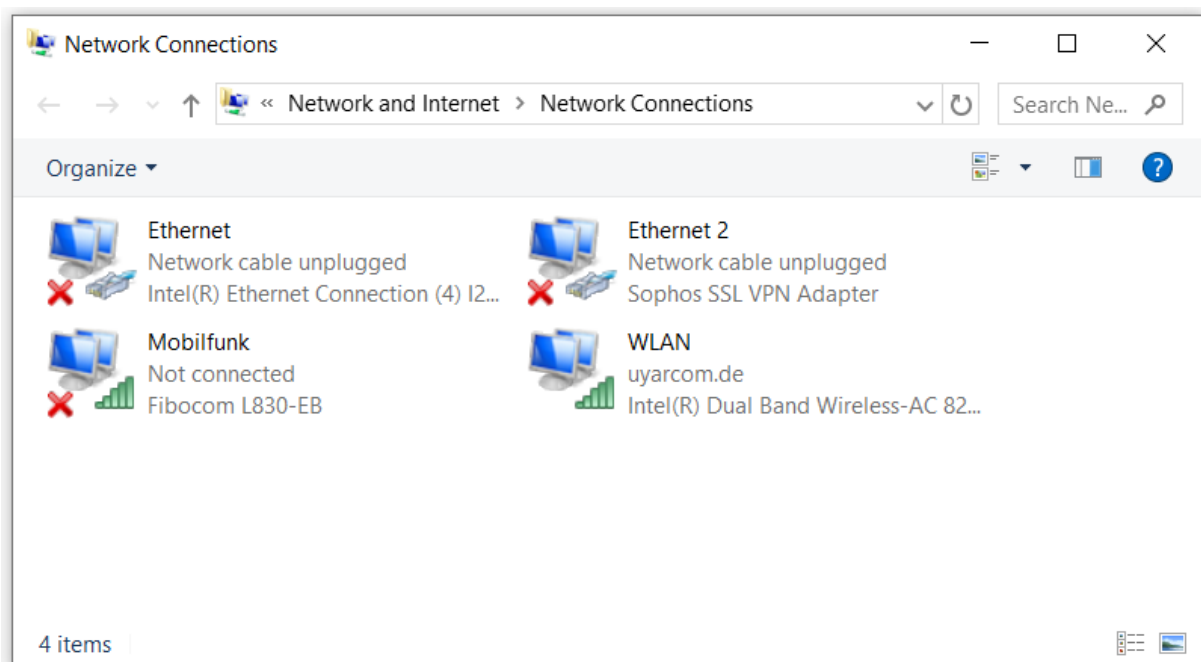 Network Connections
« Network and Internet > Network Connections
Search Ne...
Organize
?
Ethernet
Network cable unplugged
Intel(R) Ethernet Connection (4) I2...
Ethernet 2
Network cable unplugged
Sophos SSL VPN Adapter
Mobilfunk
Not connected
Fibocom L830-EB
WLAN
uyarcom.de
Intel(R) Dual Band Wireless-AC 82...
4 items